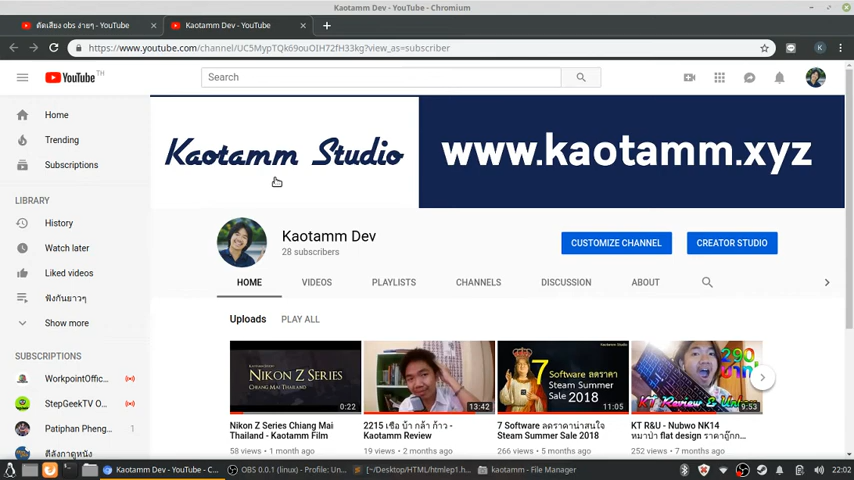 Kaotamm Dev - YouTube - Chromium
ตัดเสียง obs ง่ายๆ - YouTube
Kaotamm Dev - YouTube
https://www.youtube.com/channel/UC5MypTQk69ouOIH72fH33kg?view_as=subscriber
K
YouTube TH
Search
Home
Trending
Subscriptions
Kaotamm Studio
www.kaotamm.xyz
LIBRARY
History
Watch later
Liked videos
ฟังกันยาวๆ
Show more
Kaotamm Dev
28 subscribers
CUSTOMIZE CHANNEL
CREATOR STUDIO
HOME
VIDEOS
PLAYLISTS
CHANNELS
DISCUSSION
ABOUT
Uploads
PLAY ALL
SUBSCRIPTIONS
WorkpointOffic...
StepGeekTV O...
Patiphan Pheng...
1
ตีลังกาดูหนัง
NIKON Z SERIES
CHIANG MAI THAILAND
0:22
13:42
Kaotamm Studio
7 Software ลดราคา
Steam Summer
Sale 2018
11:05
290
บาท
KT Review & Unbox
9:53
Nikon Z Series Chiang Mai
Thailand - Kaotamm Film
58 views • 1 month ago
2215 เชื่อ บ้า กล้า ก้าว -
Kaotamm Review
19 views • 2 months ago
7 Software ลดราคาน่าสนใจ
Steam Summer Sale 2018
266 views • 5 months ago
KT R&U - Nubwo NK14
หมาป่า flat design ราคาถู๊กก...
252 views • 7 months ago
Kaotamm Dev - YouTube - C...
OBS 0.0.1 (linux) - Profile: Un...
[~/Desktop/HTML/htmlep1.m...
kaotamm - File Manager
22:02